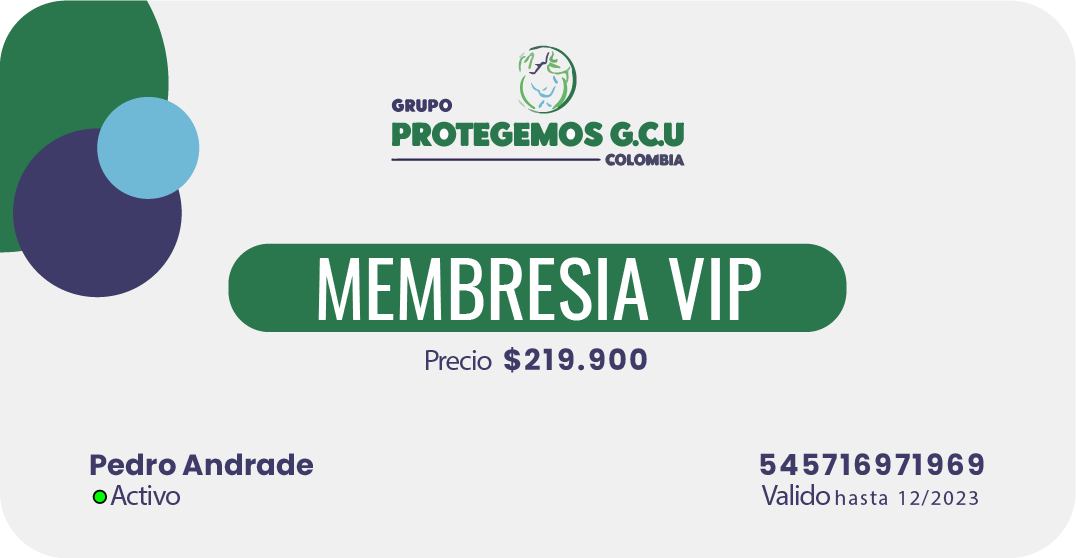 GRUPO
PROTEGEMOS G.C.U
COLOMBIA
MEMBRESIA VIP
Precio $219.900
Pedro Andrade
Activo
545716971969
Valido hasta 12/2023